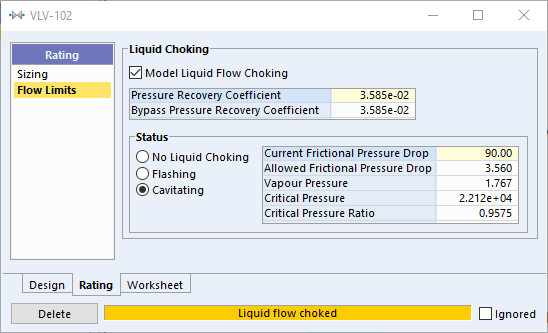 VLV-102
Rating
Sizing
Flow Limits
Liquid Choking
Model Liquid Flow Choking
Pressure Recovery Coefficient 3.585e-02
Bypass Pressure Recovery Coefficient 3.585e-02
Status
No Liquid Choking
Flashing
Cavitating
Current Frictional Pressure Drop 90.00
Allowed Frictional Pressure Drop 3.560
Vapour Pressure 1.767
Critical Pressure 2.212e+04
Critical Pressure Ratio 0.9575
Design Rating Worksheet
Delete Liquid flow choked Ignored